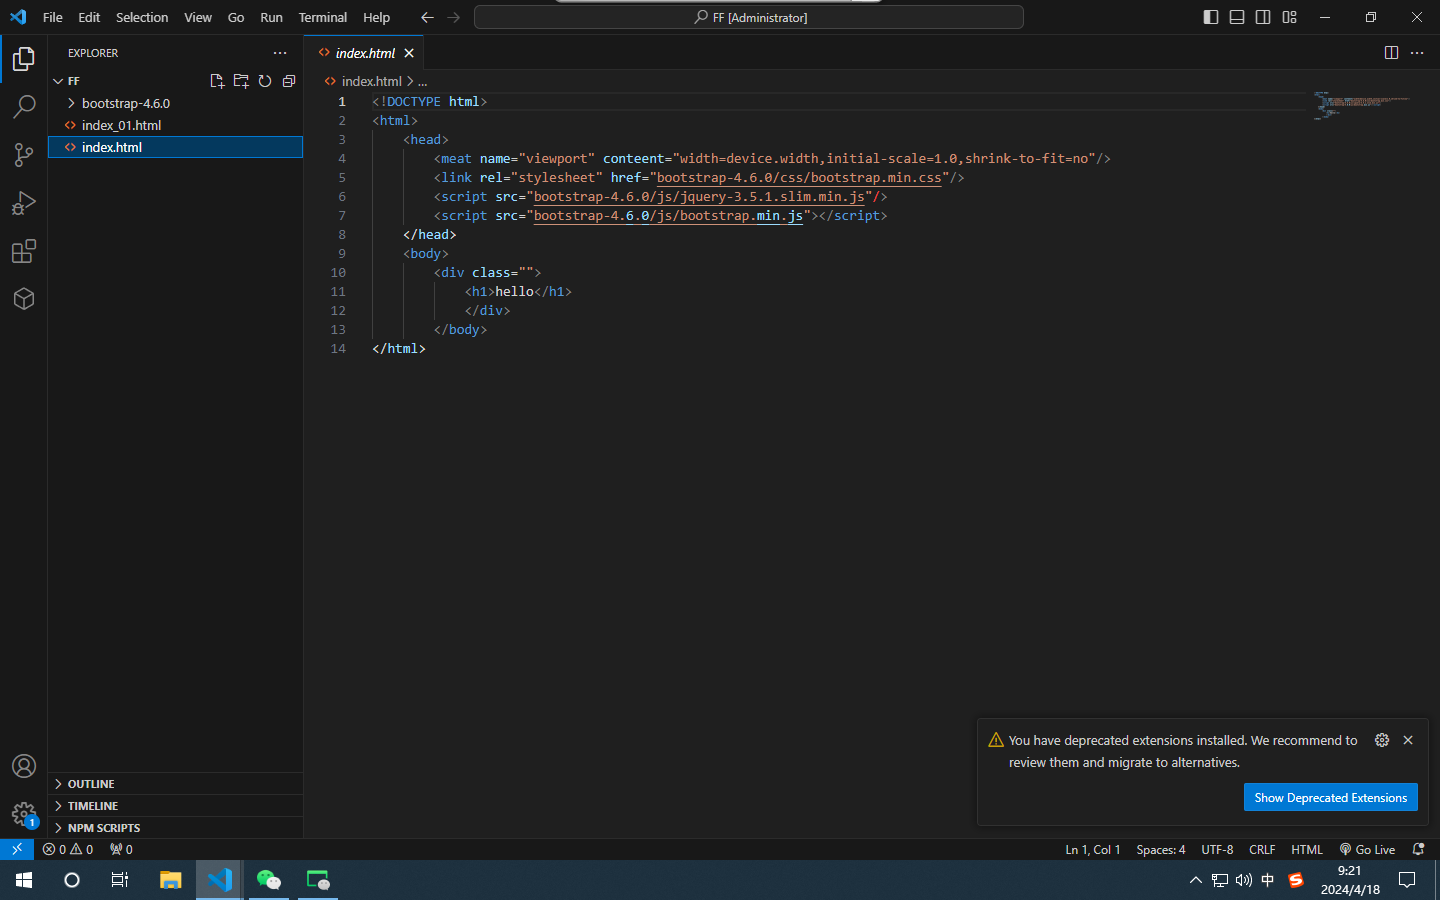 File Edit Selection View Go Run Terminal Help
FF [Administrator]
EXPLORER
FF
bootstrap-4.6.0
index_01.html
index.html
OUTLINE
TIMELINE
NPM SCRIPTS
index.html
index.html > ...
1 <!DOCTYPE html>
2 <html>
3 <head>
4 <meat name="viewport" conteent="width=device.width,initial-scale=1.0,shrink-to-fit=no"/>
5 <link rel="stylesheet" href="bootstrap-4.6.0/css/bootstrap.min.css"/>
6 <script src="bootstrap-4.6.0/js/jquery-3.5.1.slim.min.js"/>
7 <script src="bootstrap-4.6.0/js/bootstrap.min.js"></script>
8 </head>
9 <body>
10 <div class="">
11 <h1>hello</h1>
12 </div>
13 </body>
14 </html>
You have deprecated extensions installed. We recommend to
review them and migrate to alternatives.
Show Deprecated Extensions
1
0 0 0
Ln 1, Col 1 Spaces: 4 UTF-8 CRLF HTML Go Live
中
9:21
2024/4/18